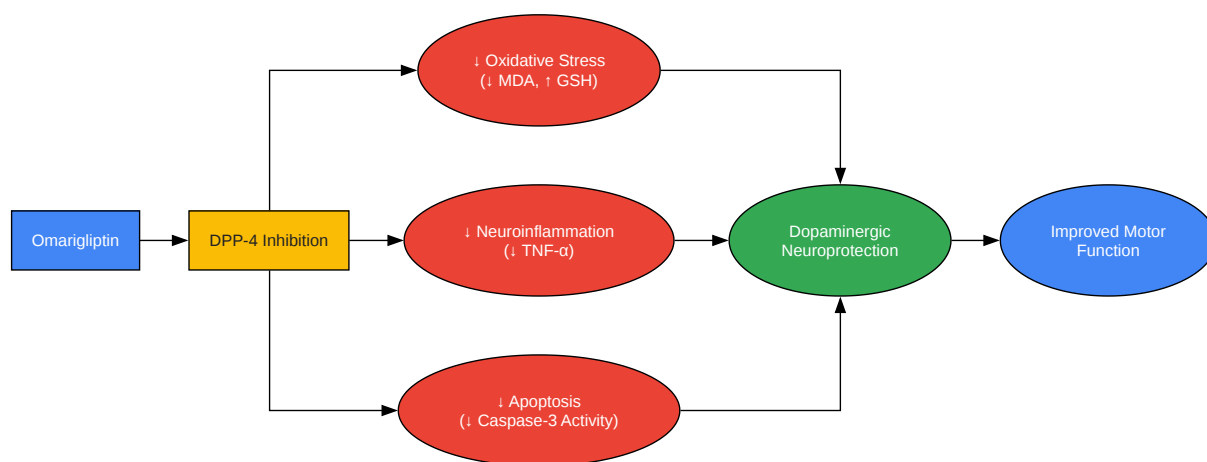 ↓ Oxidative Stress
(↓ MDA, ↑ GSH)
Omarigliptin
DPP-4 Inhibition
↓ Neuroinflammation
(↓ TNF-α)
Dopaminergic
Neuroprotection
Improved Motor
Function
↓ Apoptosis
(↓ Caspase-3 Activity)